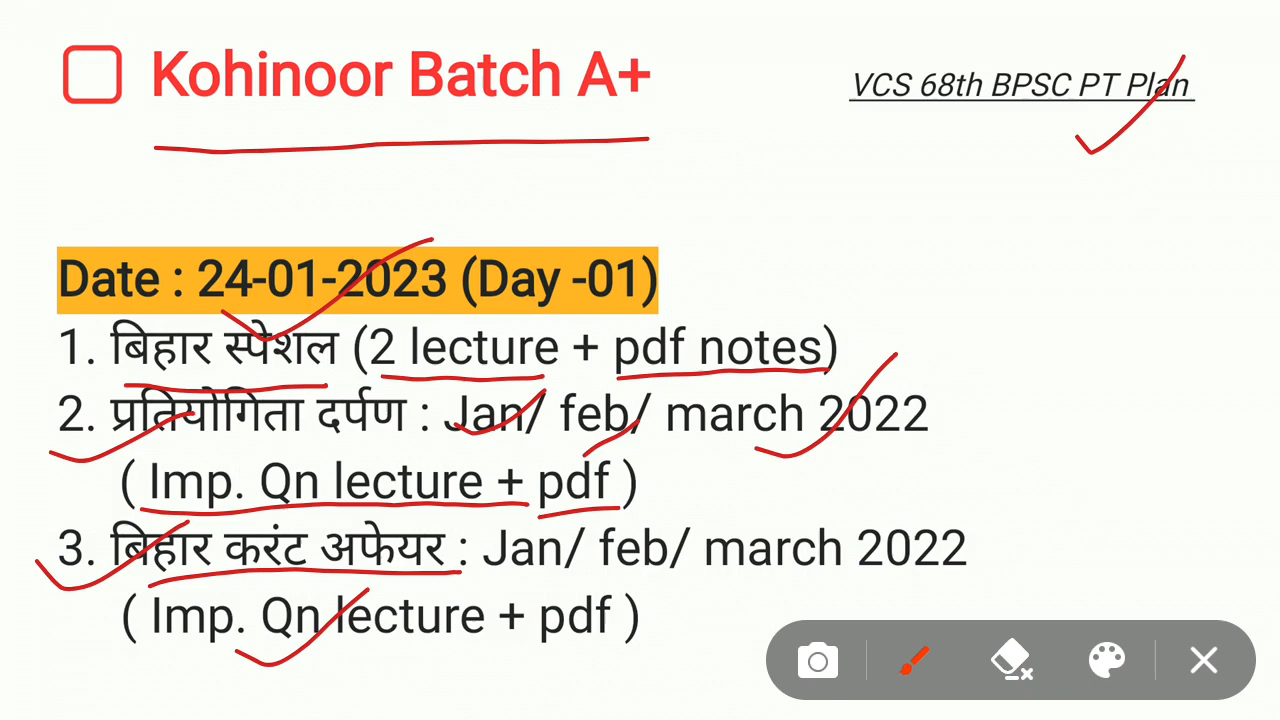 Kohinoor Batch A+
VCS 68th BPSC PT Plan
Date : 24-01-2023 (Day -01)
1. बिहार स्पेशल (2 lecture + pdf notes)
2. प्रतियोगिता दर्पण : Jan/ feb/ march 2022
( Imp. Qn lecture + pdf )
3. बिहार करंट अफेयर : Jan/ feb/ march 2022
( Imp. Qn lecture + pdf )